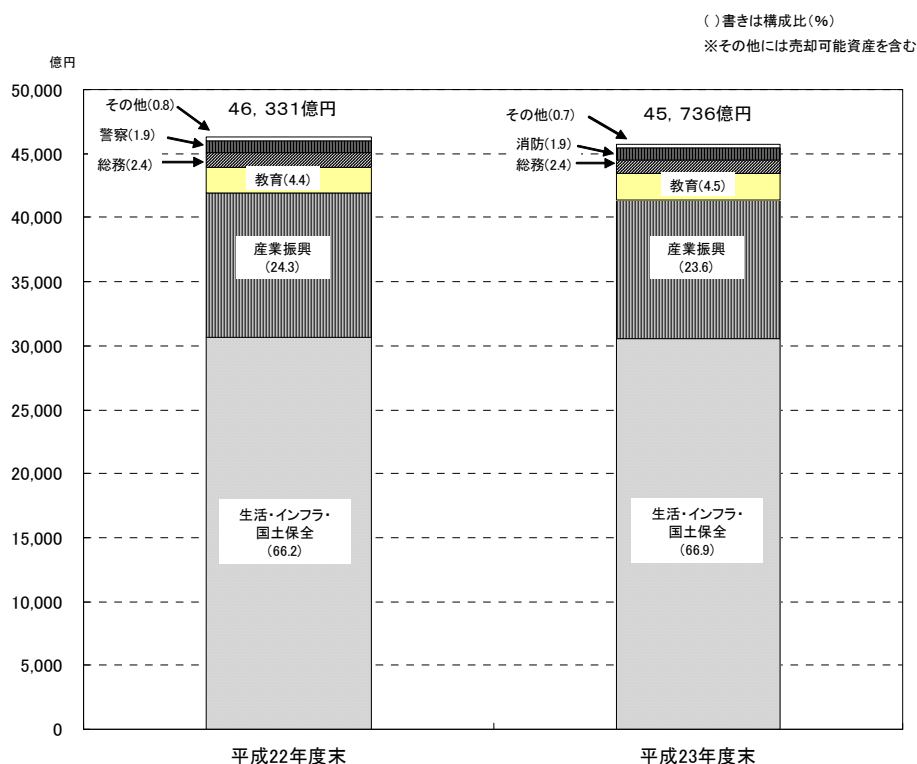 ( )書きは構成比(%)
※その他には売却可能資産を含む
億円
50,000
45,000
40,000
35,000
30,000
25,000
20,000
15,000
10,000
5,000
0
46,331億円
その他(0.8)
警察(1.9)
総務(2.4)
教育(4.4)
産業振興
(24.3)
生活・インフラ・
国土保全
(66.2)
平成22年度末
45,736億円
その他(0.7)
消防(1.9)
総務(2.4)
教育(4.5)
産業振興
(23.6)
生活・インフラ・
国土保全
(66.9)
平成23年度末